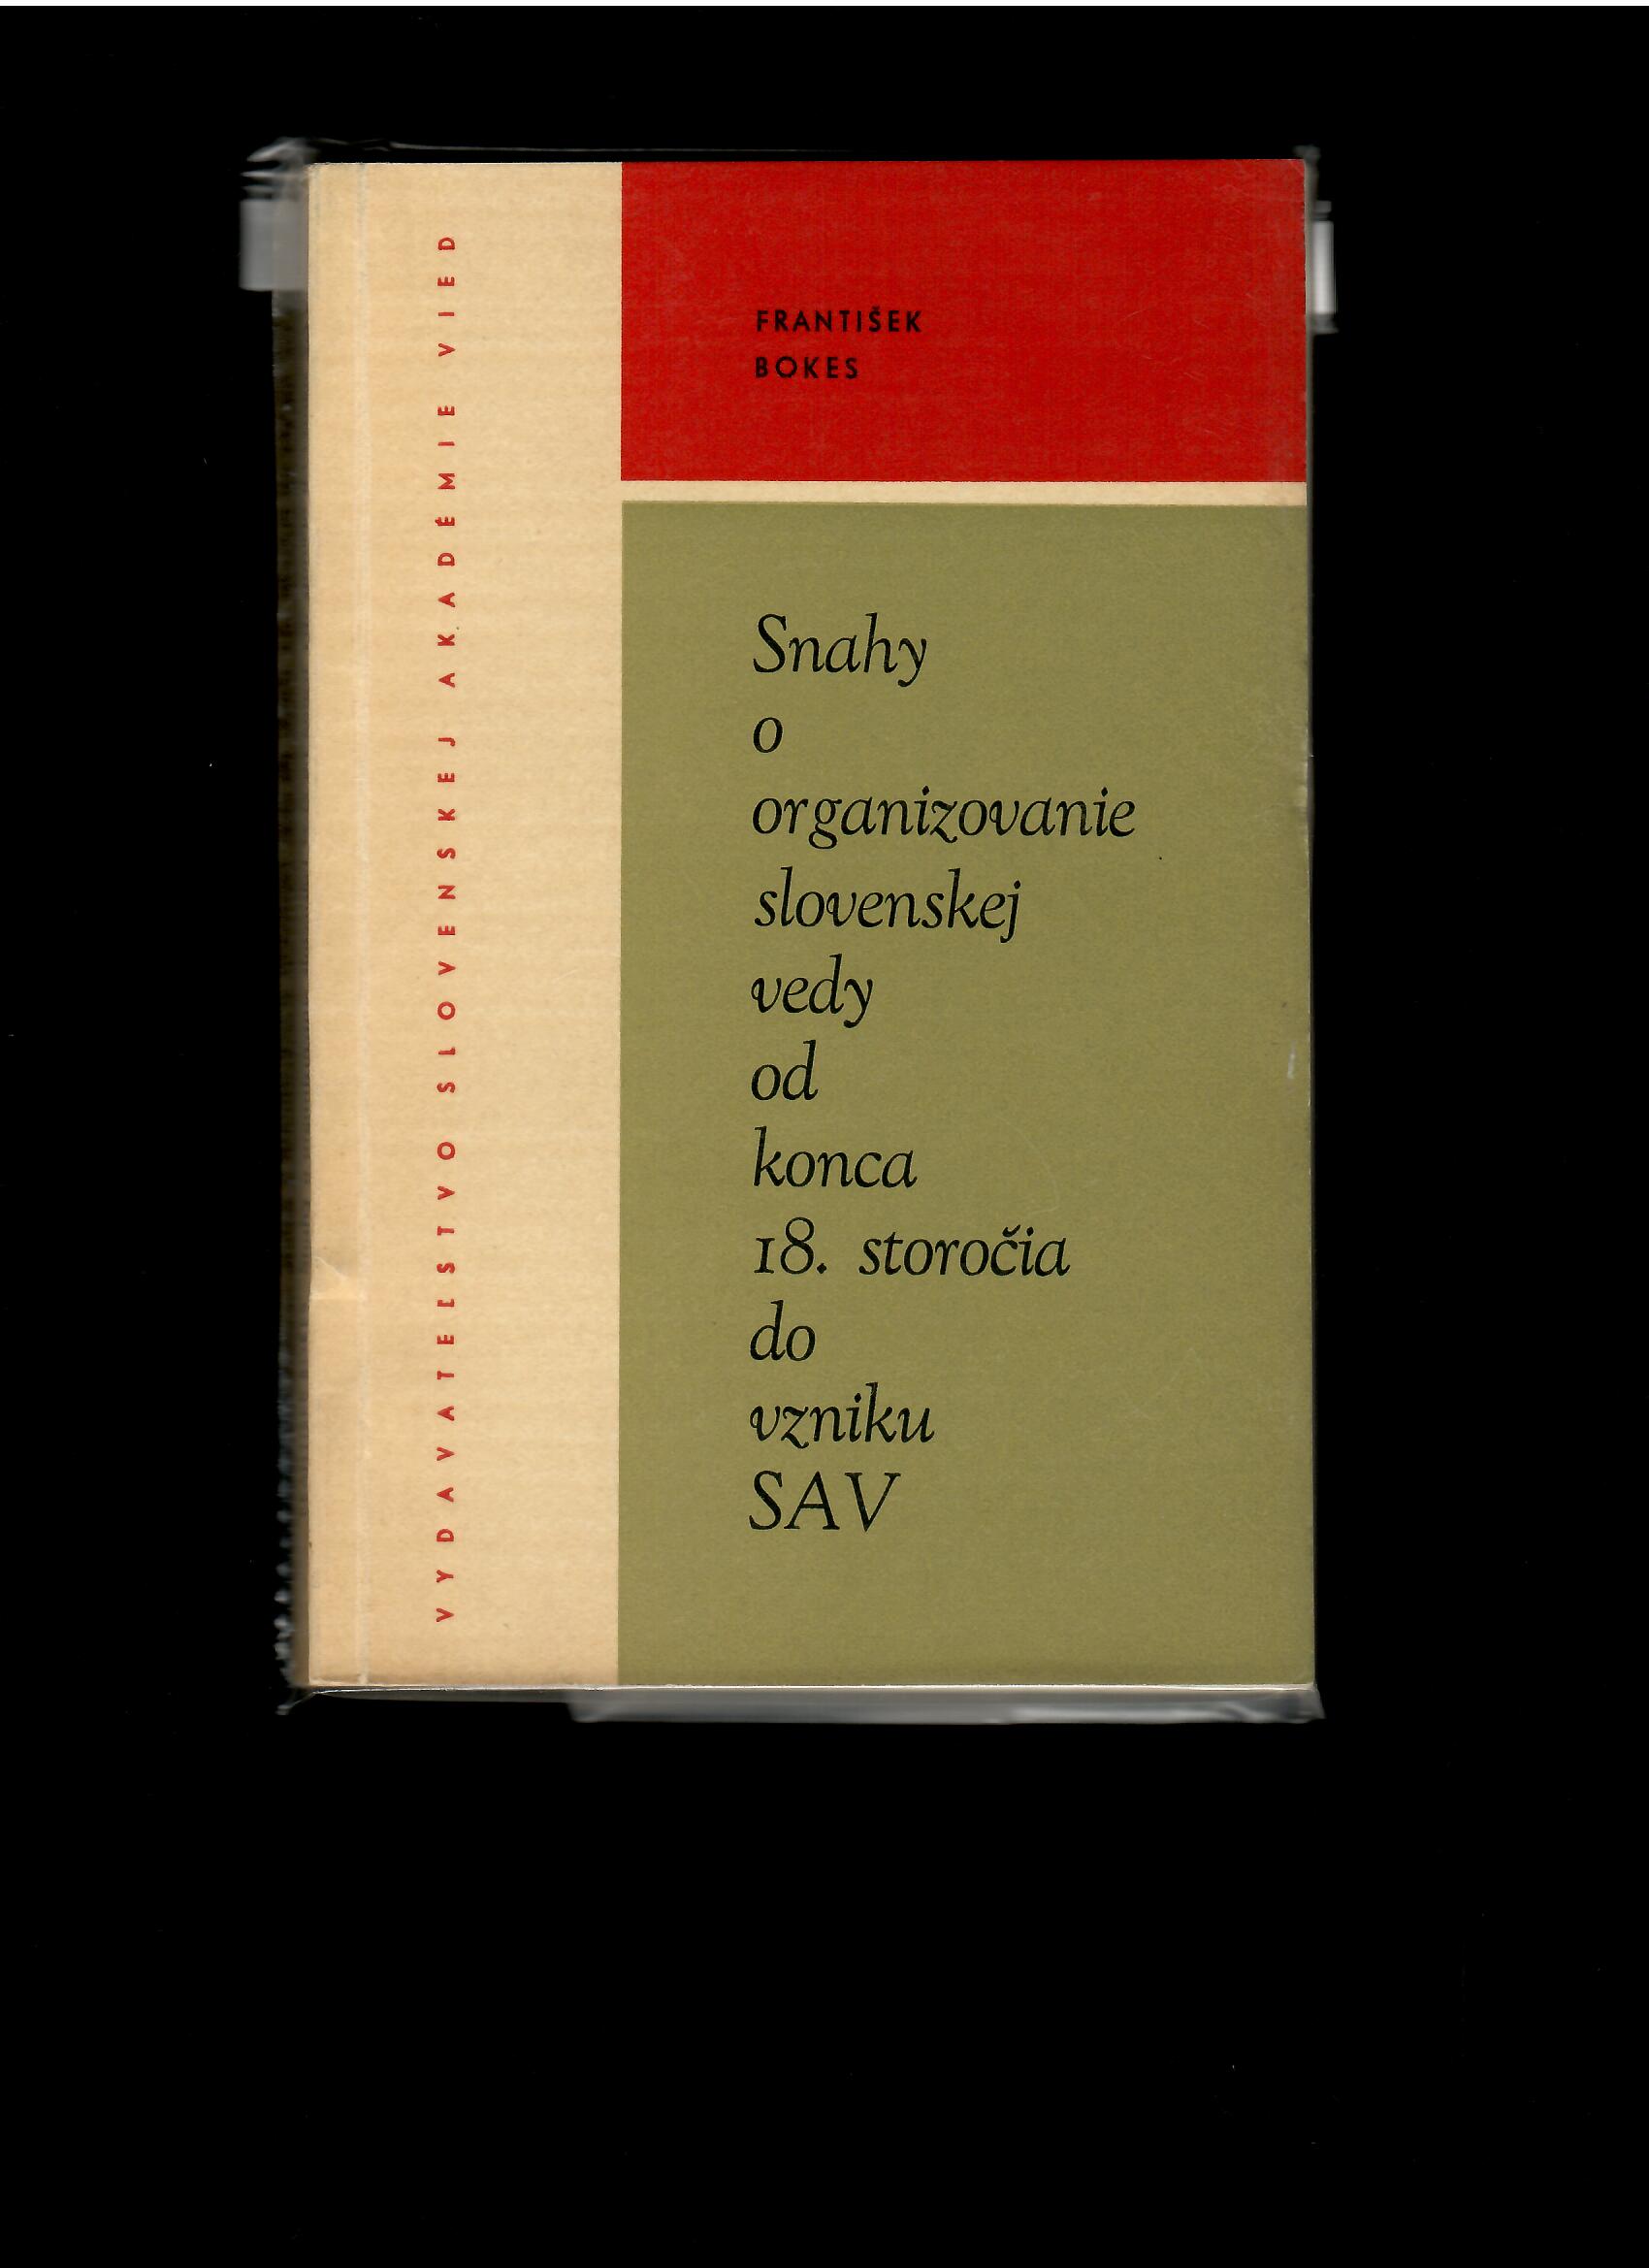 VYDAVATEĽSTVO SLOVENSKEJ AKADÉMIE VIED
FRANTIŠEK
BOKES
Snahy
o
organizovanie
slovenskej
vedy
od
konca
18. storočia
do
vzniku
SAV